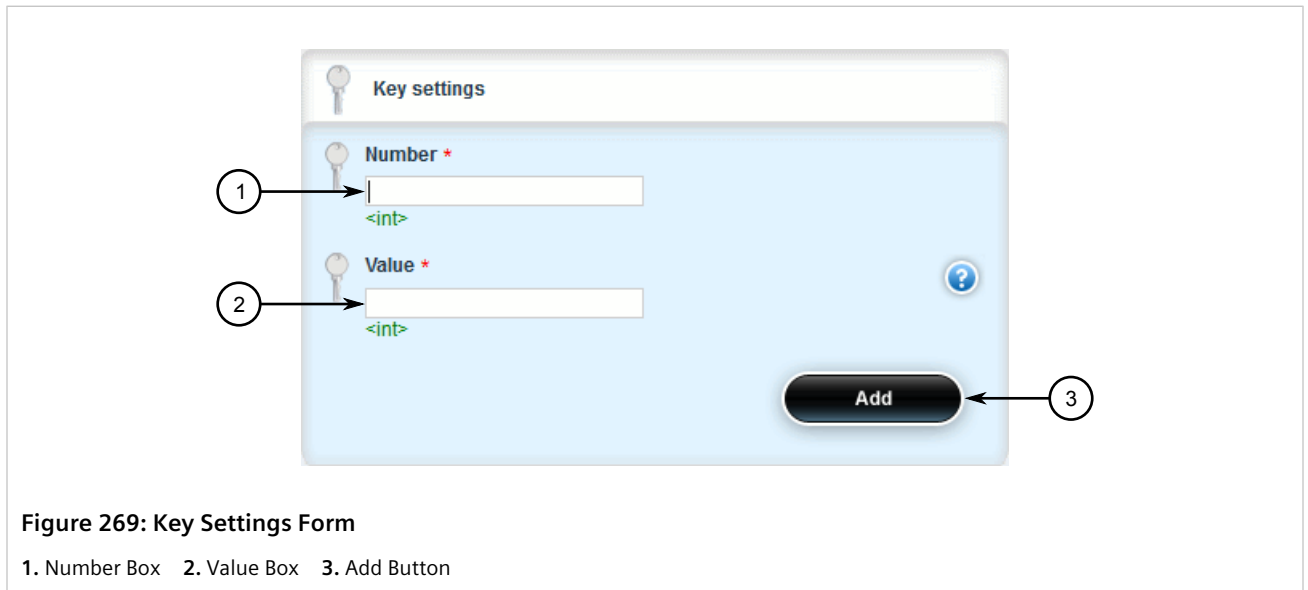 Key settings
Number *
1
<int>
Value *
?
2
<int>
Add
3
Figure 269: Key Settings Form
1. Number Box 2. Value Box 3. Add Button